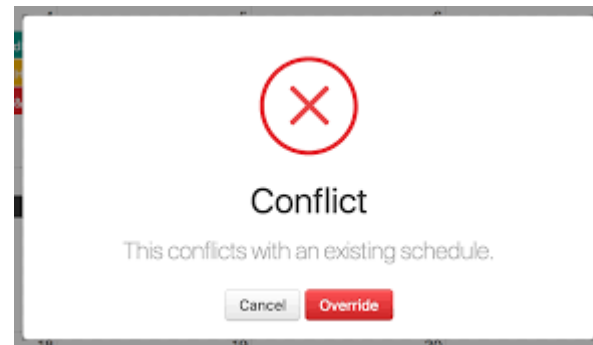 Conflict
This conflicts with an existing schedule.
Cancel
Override